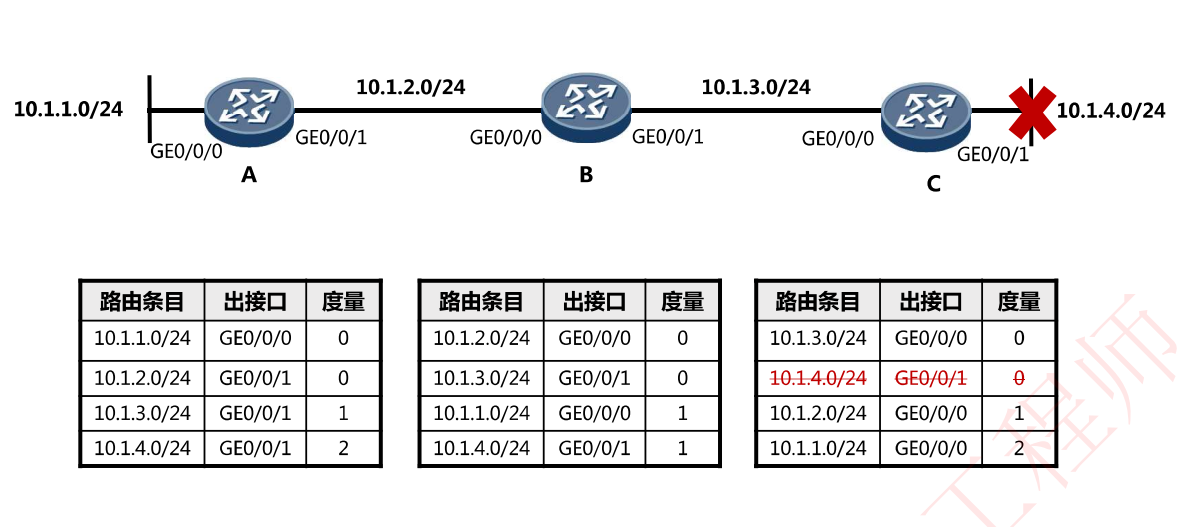 10.1.1.0/24
10.1.2.0/24
10.1.3.0/24
10.1.4.0/24
GE0/0/0
GE0/0/1
GE0/0/0
GE0/0/1
GE0/0/0
GE0/0/1
A
B
C
路由条目 出接口 度量
10.1.1.0/24 GE0/0/0 0
10.1.2.0/24 GE0/0/1 0
10.1.3.0/24 GE0/0/1 1
10.1.4.0/24 GE0/0/1 2
路由条目 出接口 度量
10.1.2.0/24 GE0/0/0 0
10.1.3.0/24 GE0/0/1 0
10.1.1.0/24 GE0/0/0 1
10.1.4.0/24 GE0/0/1 1
路由条目 出接口 度量
10.1.3.0/24 GE0/0/0 0
10.1.4.0/24 GE0/0/1 0
10.1.2.0/24 GE0/0/0 1
10.1.1.0/24 GE0/0/0 2
工程师